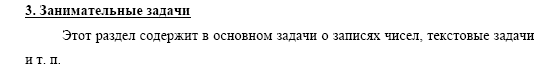 3. Занимательные задачи
Этот раздел содержит в основном задачи о записях чисел, текстовые задачи
и т. п.